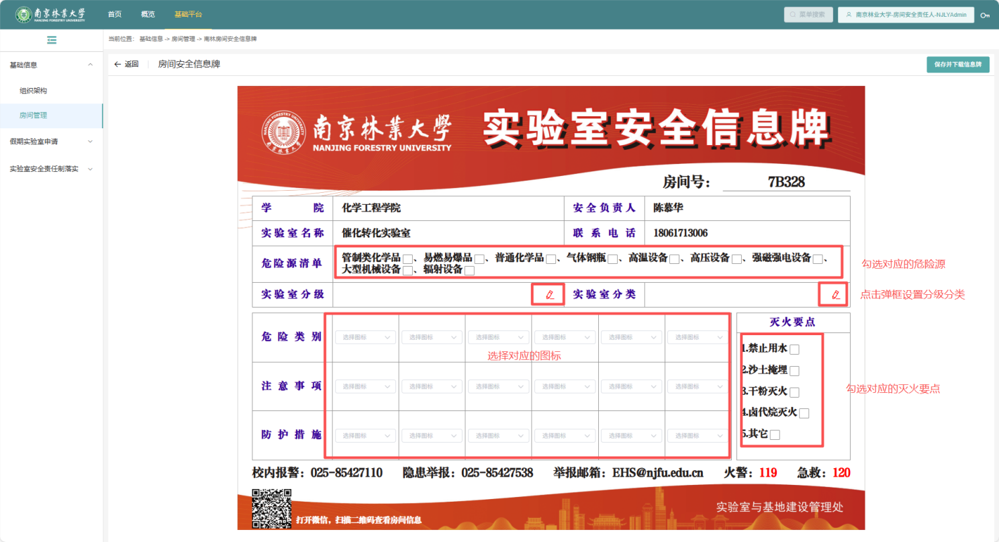 南京林業大學 首页 概览 基础平台 菜单搜索 南京林业大学-房间安全责任人-NJLYAdmin
NANJING FORESTRY UNIVERSITY
当前位置： 基础信息 -> 房间管理 -> 南林房间安全信息牌
基础信息
组织架构
房间管理
假期实验室申请
实验室安全责任制落实
返回 房间安全信息牌 保存并下载信息牌
南京林業大學 实验室安全信息牌
NANJING FORESTRY UNIVERSITY
房间号： 7B328
学院 化学工程学院 安全负责人 陈慕华
实验室名称 催化转化实验室 联系电话 18061713006
危险源清单 管制类化学品、易燃易爆品、普通化学品、气体钢瓶、高温设备、高压设备、强磁强电设备、
大型机械设备、辐射设备
勾选对应的危险源
实验室分级 实验室分类 点击弹框设置分级分类
危险类别 选择图标 选择图标 选择图标 选择图标 选择图标 选择图标
选择对应的图标
注意事项 选择图标 选择图标 选择图标 选择图标 选择图标 选择图标
防护措施 选择图标 选择图标 选择图标 选择图标 选择图标 选择图标
灭火要点
1.禁止用水
2.沙土掩埋
3.干粉灭火
4.卤代烷灭火
5.其它
勾选对应的灭火要点
校内报警：025-85427110 隐患举报：025-85427538 举报邮箱：EHS@njfu.edu.cn 火警：119 急救：120
打开微信，扫描二维码查看房间信息 实验室与基地建设管理处